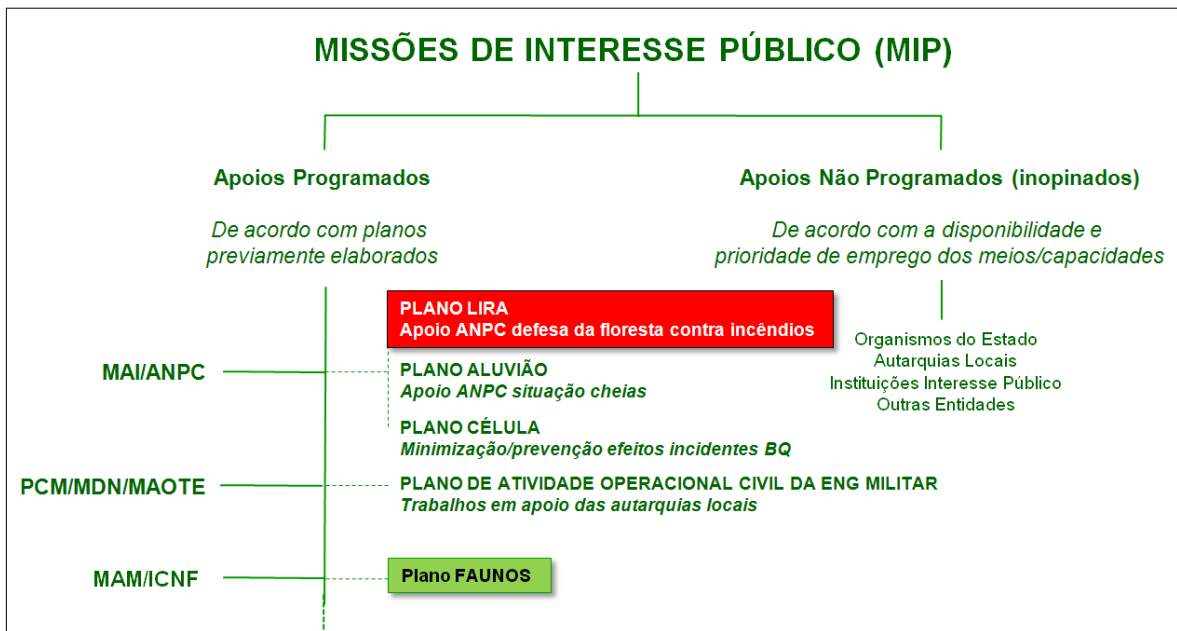 MISSÕES DE INTERESSE PÚBLICO (MIP)
Apoios Programados
De acordo com planos
previamente elaborados
Apoios Não Programados (inopinados)
De acordo com a disponibilidade e
prioridade de emprego dos meios/capacidades
Organismos do Estado
Autarquias Locais
Instituições Interesse Público
Outras Entidades
MAI/ANPC
PLANO LIRA
Apoio ANPC defesa da floresta contra incêndios
PLANO ALUVIÃO
Apoio ANPC situação cheias
PLANO CÉLULA
Minimização/prevenção efeitos incidentes BQ
PCM/MDN/MAOTE
PLANO DE ATIVIDADE OPERACIONAL CIVIL DA ENG MILITAR
Trabalhos em apoio das autarquias locais
MAM/ICNF
Plano FAUNOS